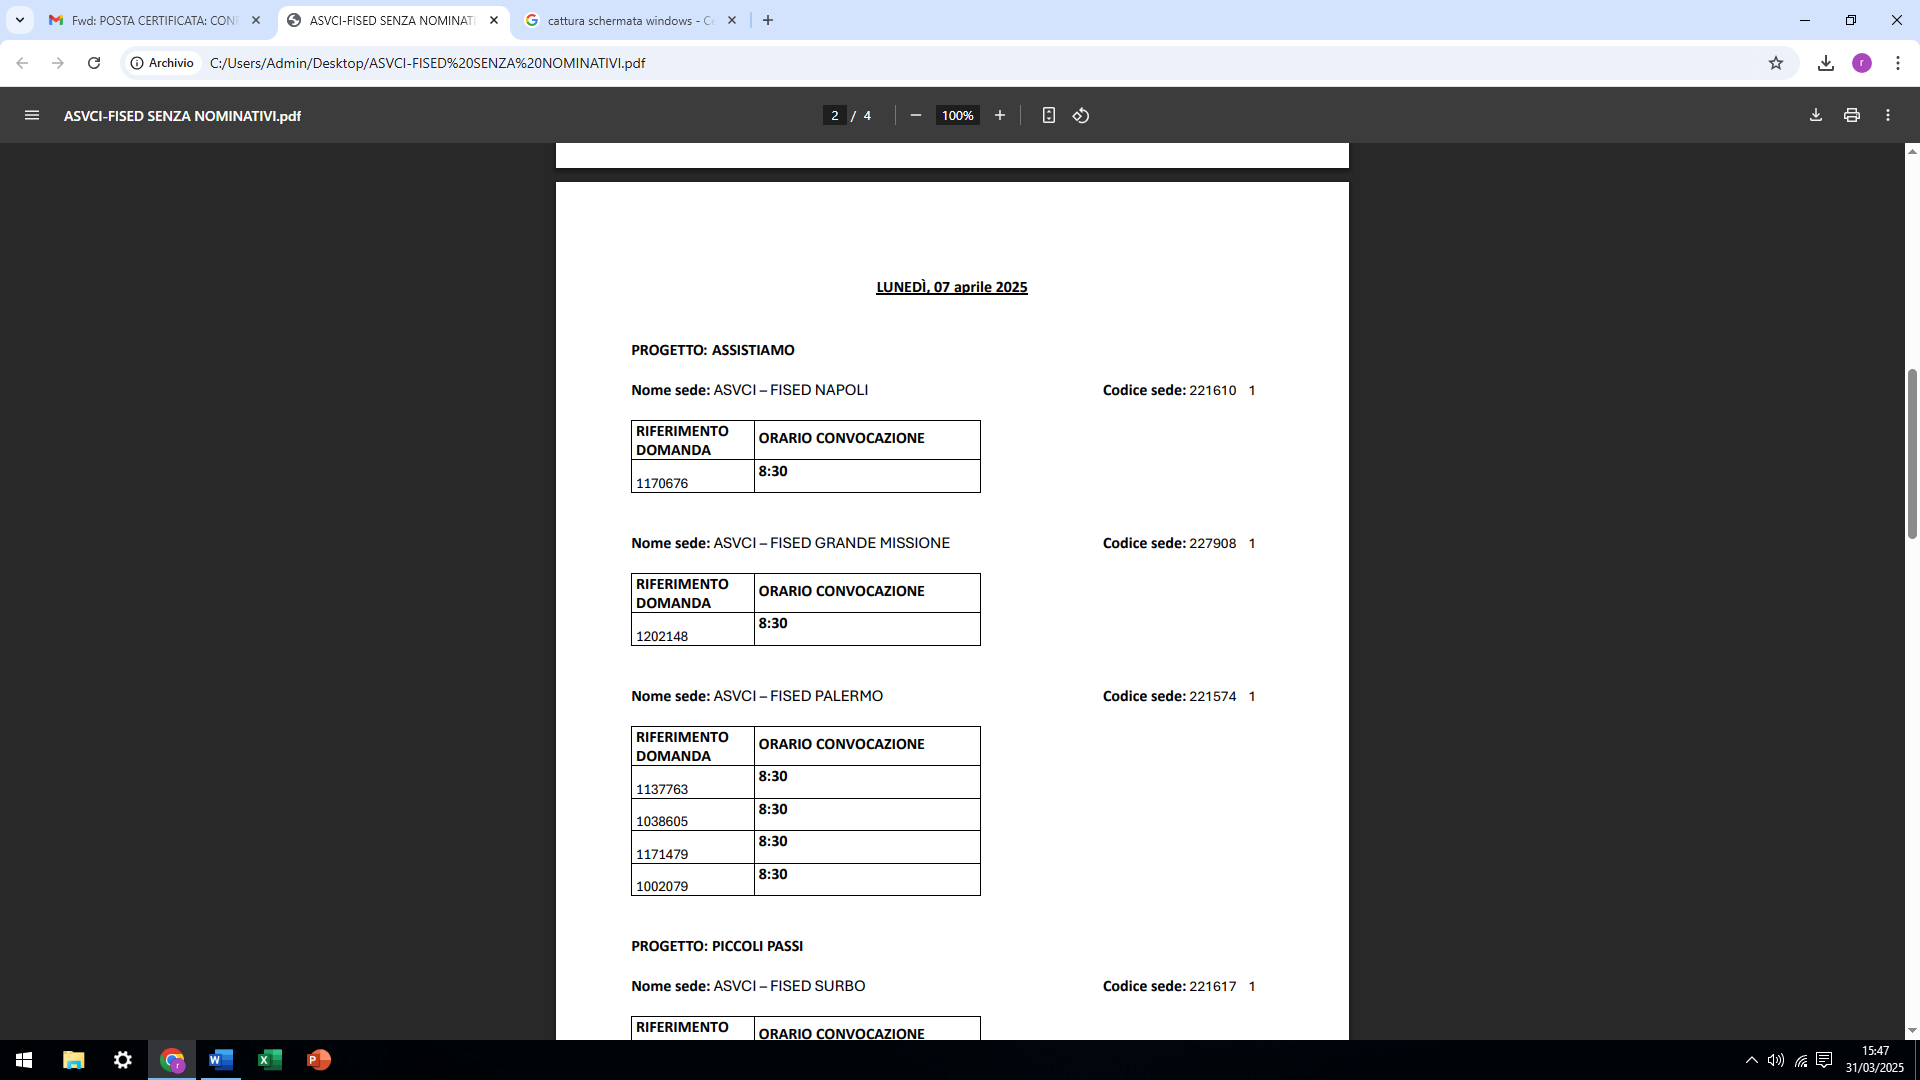 Fwd: POSTA CERTIFICATA: CON
ASVCI-FISED SENZA NOMINATI
cattura schermata windows - Ce
Archivio
C:/Users/Admin/Desktop/ASVCI-FISED%20SENZA%20NOMINATIVI.pdf
r
ASVCI-FISED SENZA NOMINATIVI.pdf
2 / 4
100%
LUNEDÌ, 07 aprile 2025
PROGETTO: ASSISTIAMO
Nome sede: ASVCI – FISED NAPOLI Codice sede: 221610 1
RIFERIMENTO
DOMANDA
ORARIO CONVOCAZIONE
1170676
8:30
Nome sede: ASVCI – FISED GRANDE MISSIONE Codice sede: 227908 1
RIFERIMENTO
DOMANDA
ORARIO CONVOCAZIONE
1202148
8:30
Nome sede: ASVCI – FISED PALERMO Codice sede: 221574 1
RIFERIMENTO
DOMANDA
ORARIO CONVOCAZIONE
1137763
8:30
1038605
8:30
1171479
8:30
1002079
8:30
PROGETTO: PICCOLI PASSI
Nome sede: ASVCI – FISED SURBO Codice sede: 221617 1
RIFERIMENTO
ORARIO CONVOCAZIONE
15:47
31/03/2025